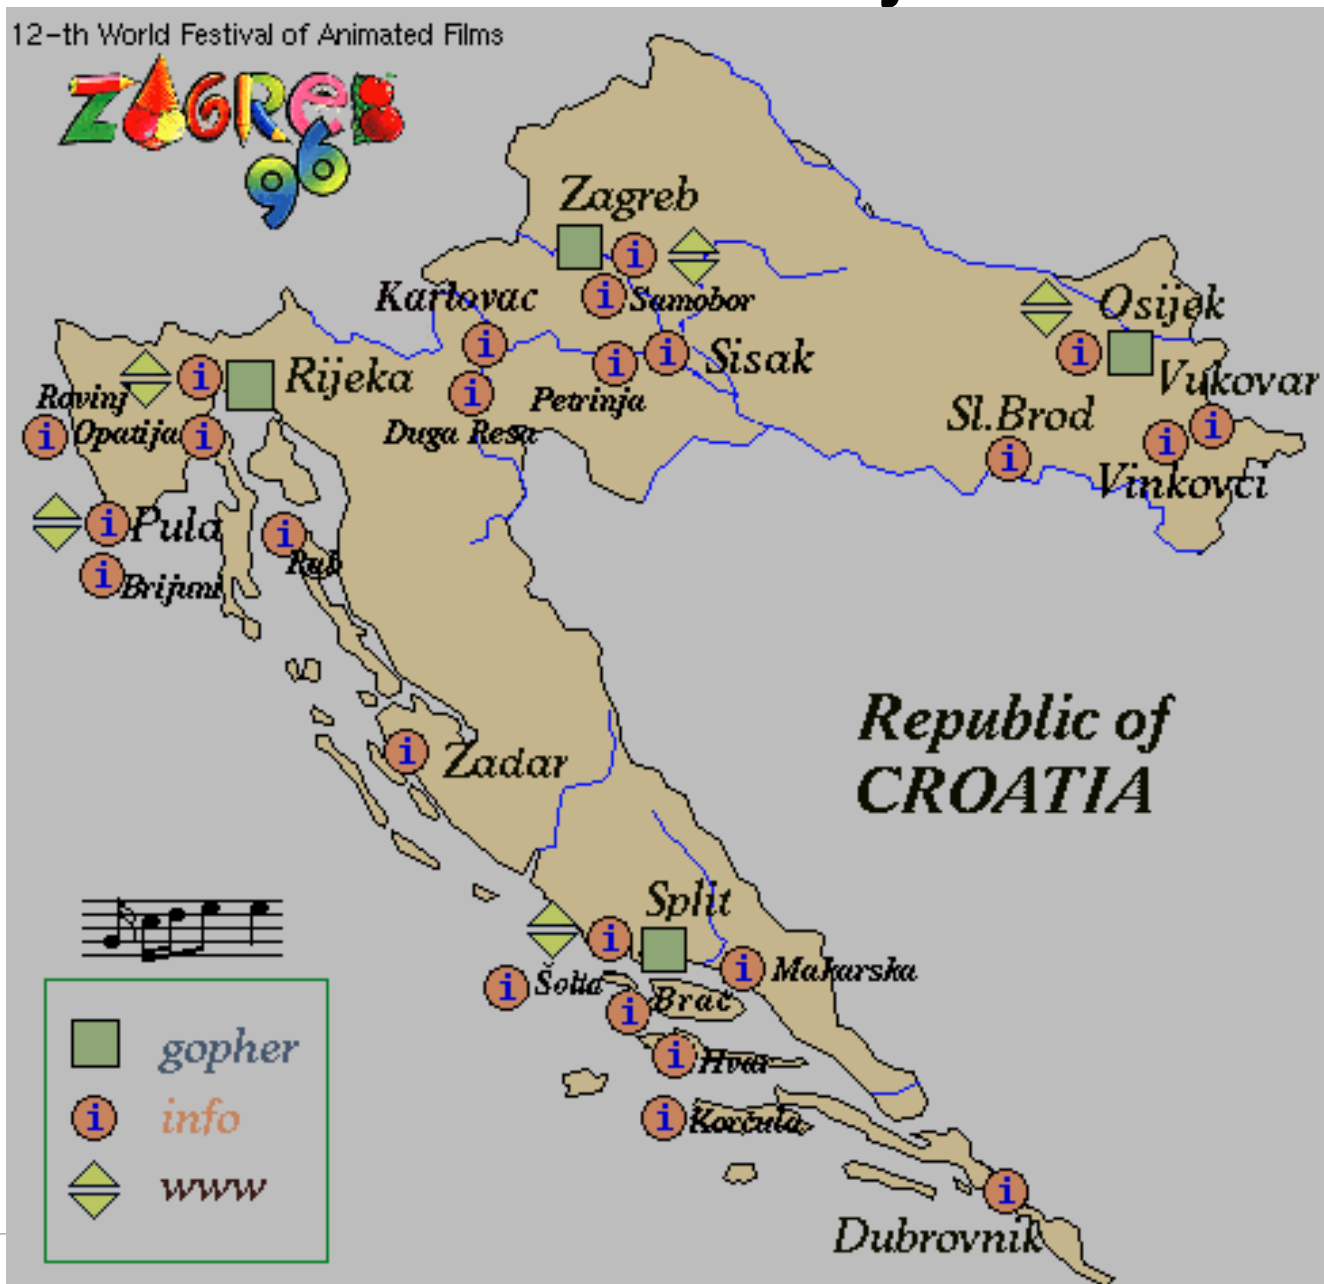 12-th World Festival of Animated Films
ZAGREB
96
Zagreb
Samobor
Karlovac
Osijek
Rijeka
Sisak
Vukovar
Rovinj
Petrinja
Sl.Brod
Opatija
Duga Resa
Vinkovci
Pula
Rab
Brijuni
Republic of
CROATIA
Zadar
Split
Makarska
Šolta
Brač
Hvar
Korčula
Dubrovnik
gopher
i info
www